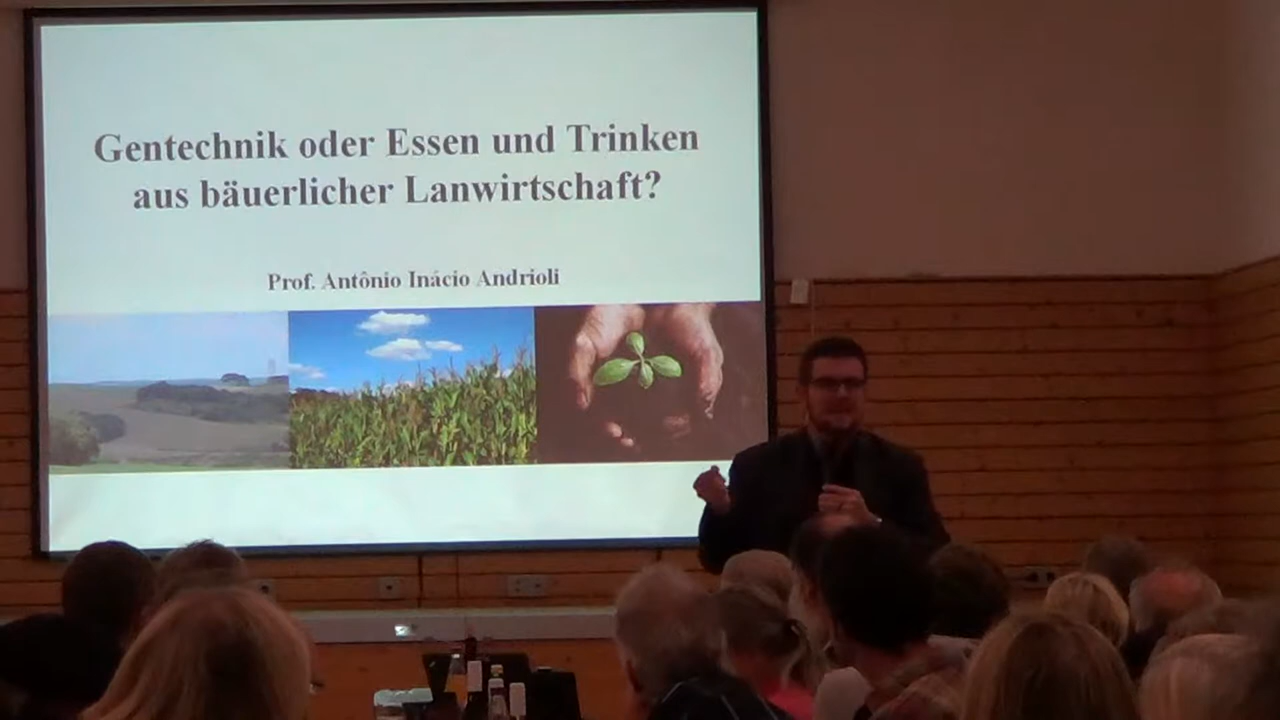 Gentechnik oder Essen und Trinken
aus bäuerlicher Lanwirtschaft?
Prof. Antônio Inácio Andrioli